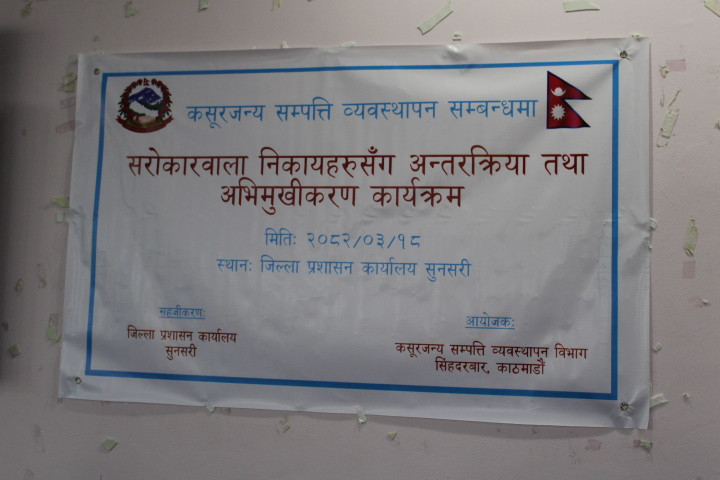 कसूरजन्य सम्पत्ति व्यवस्थापन सम्बन्धमा
सरोकारवाला निकायहरुसँग अन्तरक्रिया तथा
अभिमुखीकरण कार्यक्रम
मितिः २०८२/०३/१८
स्थानः जिल्ला प्रशासन कार्यालय सुनसरी
सहजीकरणः
जिल्ला प्रशासन कार्यालय
सुनसरी
आयोजकः
कसूरजन्य सम्पत्ति व्यवस्थापन विभाग
सिंहदरबार, काठमाडौं